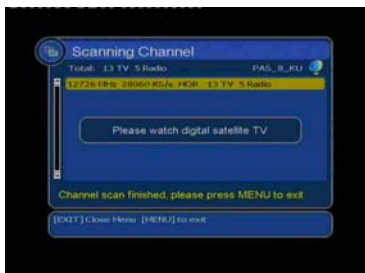 Scanning Channel
Total: 13 TV 5 Radio PAS_8_KU
12726 MHz 28060 KS/s HOR 13 TV 5 Radio
Please watch digital satellite TV
Channel scan finished, please press MENU to exit
[EXIT] Close Menu [MENU] to exit